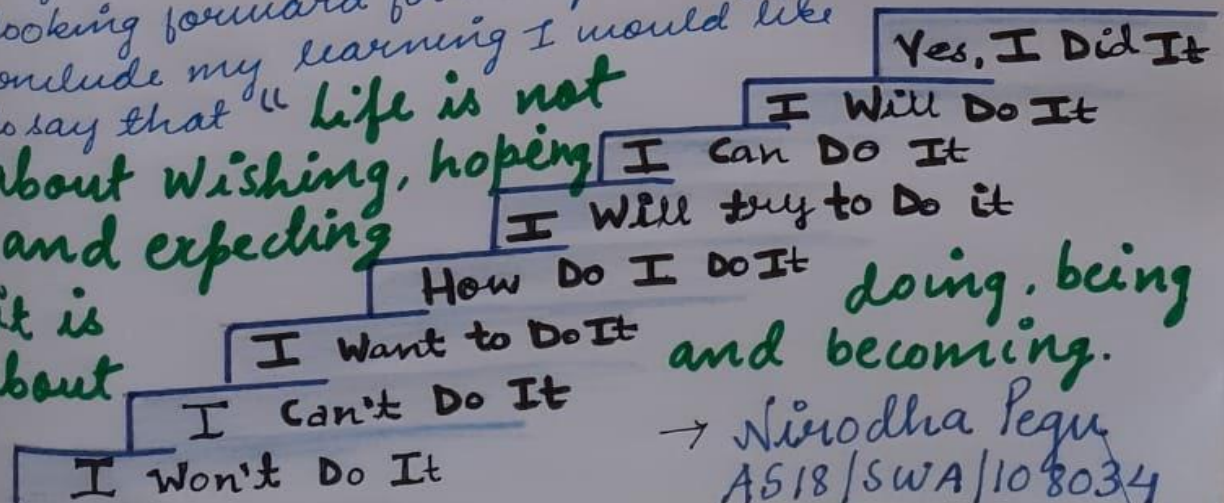 ooking forward
onclude my learning I would like
o say that "Life is not
about Wishing, hoping
and expecting
it is
bout
doing, being
and becoming.
Yes, I Did It
I Will Do It
I Can Do It
I Will try to Do it
How Do I Do It
I Want to Do It
I Can't Do It
I Won't Do It
→ Nirodha Pegu
AS18/SWA/108034